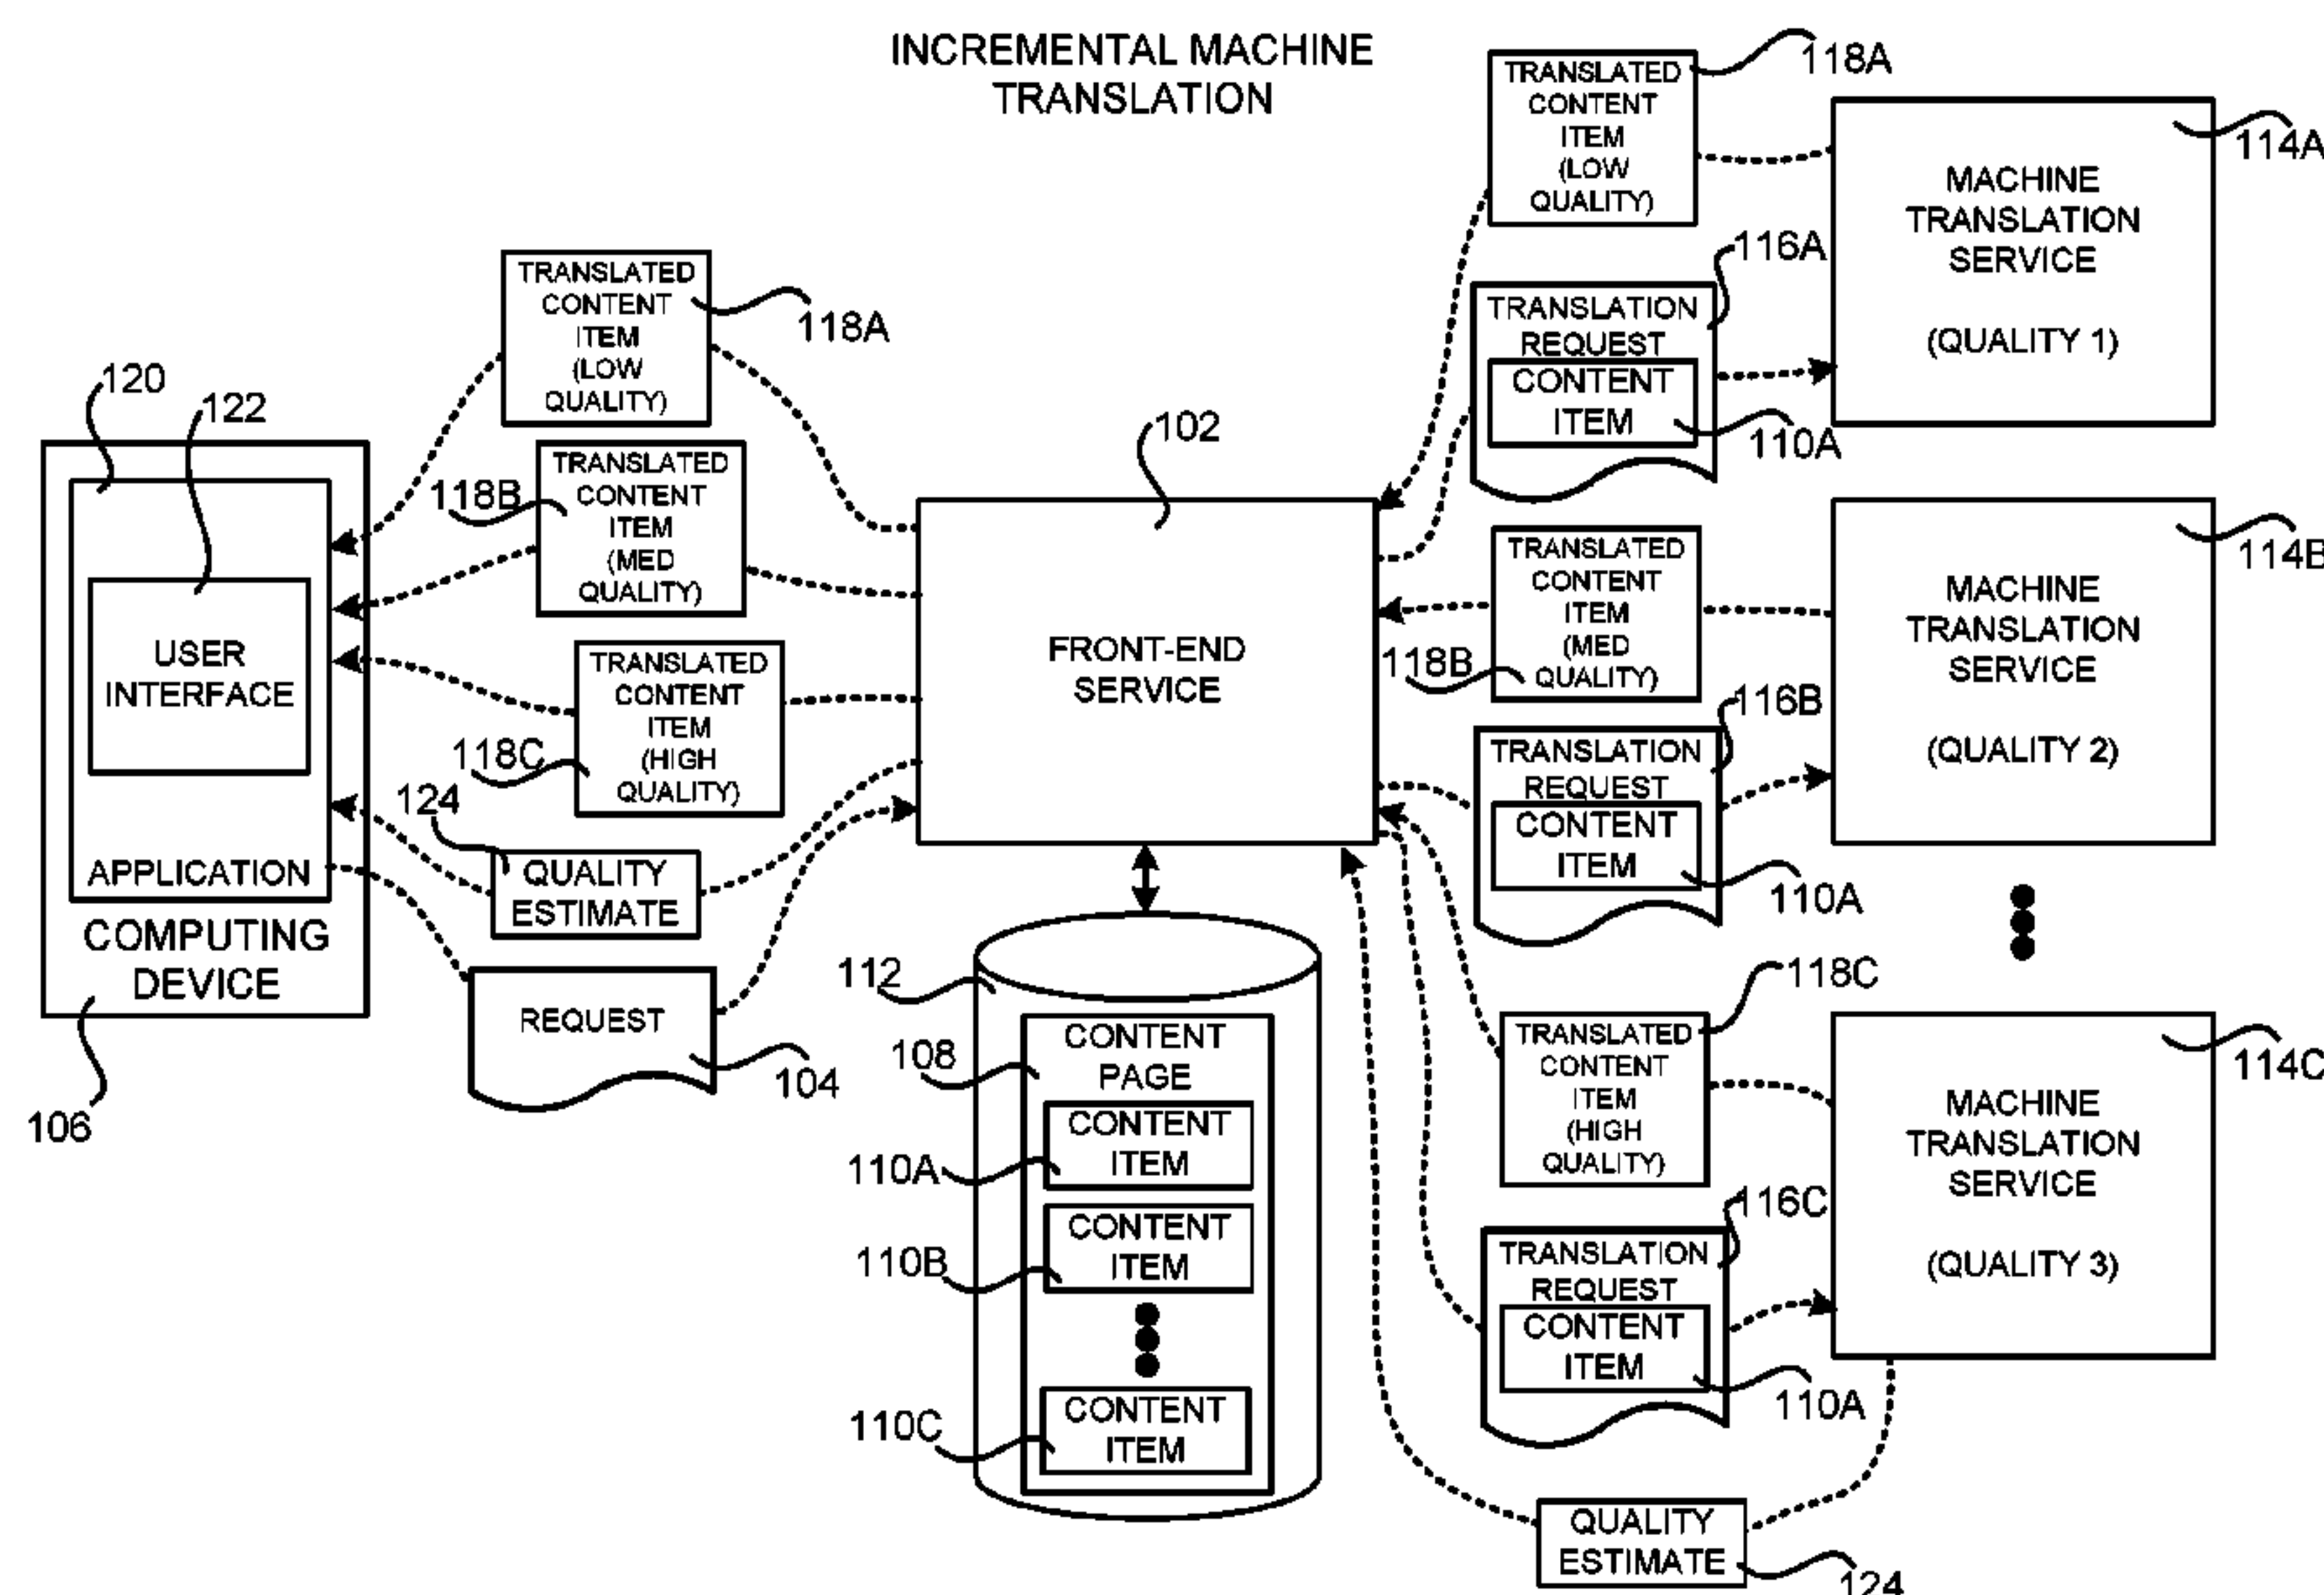 INCREMENTAL MACHINE
TRANSLATION
120
122
USER
INTERFACE
APPLICATION
COMPUTING
DEVICE
106
TRANSLATED
CONTENT
ITEM
(LOW
QUALITY)
118A
118B
TRANSLATED
CONTENT
ITEM
(MED
QUALITY)
118C
TRANSLATED
CONTENT
ITEM
(HIGH
QUALITY)
124
QUALITY
ESTIMATE
REQUEST
104
102
FRONT-END
SERVICE
112
108
CONTENT
PAGE
CONTENT
ITEM
110A
CONTENT
ITEM
110B
CONTENT
ITEM
110C
TRANSLATED
CONTENT
ITEM
(LOW
QUALITY)
118A
116A
TRANSLATION
REQUEST
CONTENT
ITEM
110A
MACHINE
TRANSLATION
SERVICE
(QUALITY 1)
114A
TRANSLATED
CONTENT
ITEM
(MED
QUALITY)
118B
116B
TRANSLATION
REQUEST
CONTENT
ITEM
110A
MACHINE
TRANSLATION
SERVICE
(QUALITY 2)
114B
118C
TRANSLATED
CONTENT
ITEM
(HIGH
QUALITY)
116C
TRANSLATION
REQUEST
CONTENT
ITEM
110A
MACHINE
TRANSLATION
SERVICE
(QUALITY 3)
114C
QUALITY
ESTIMATE
124